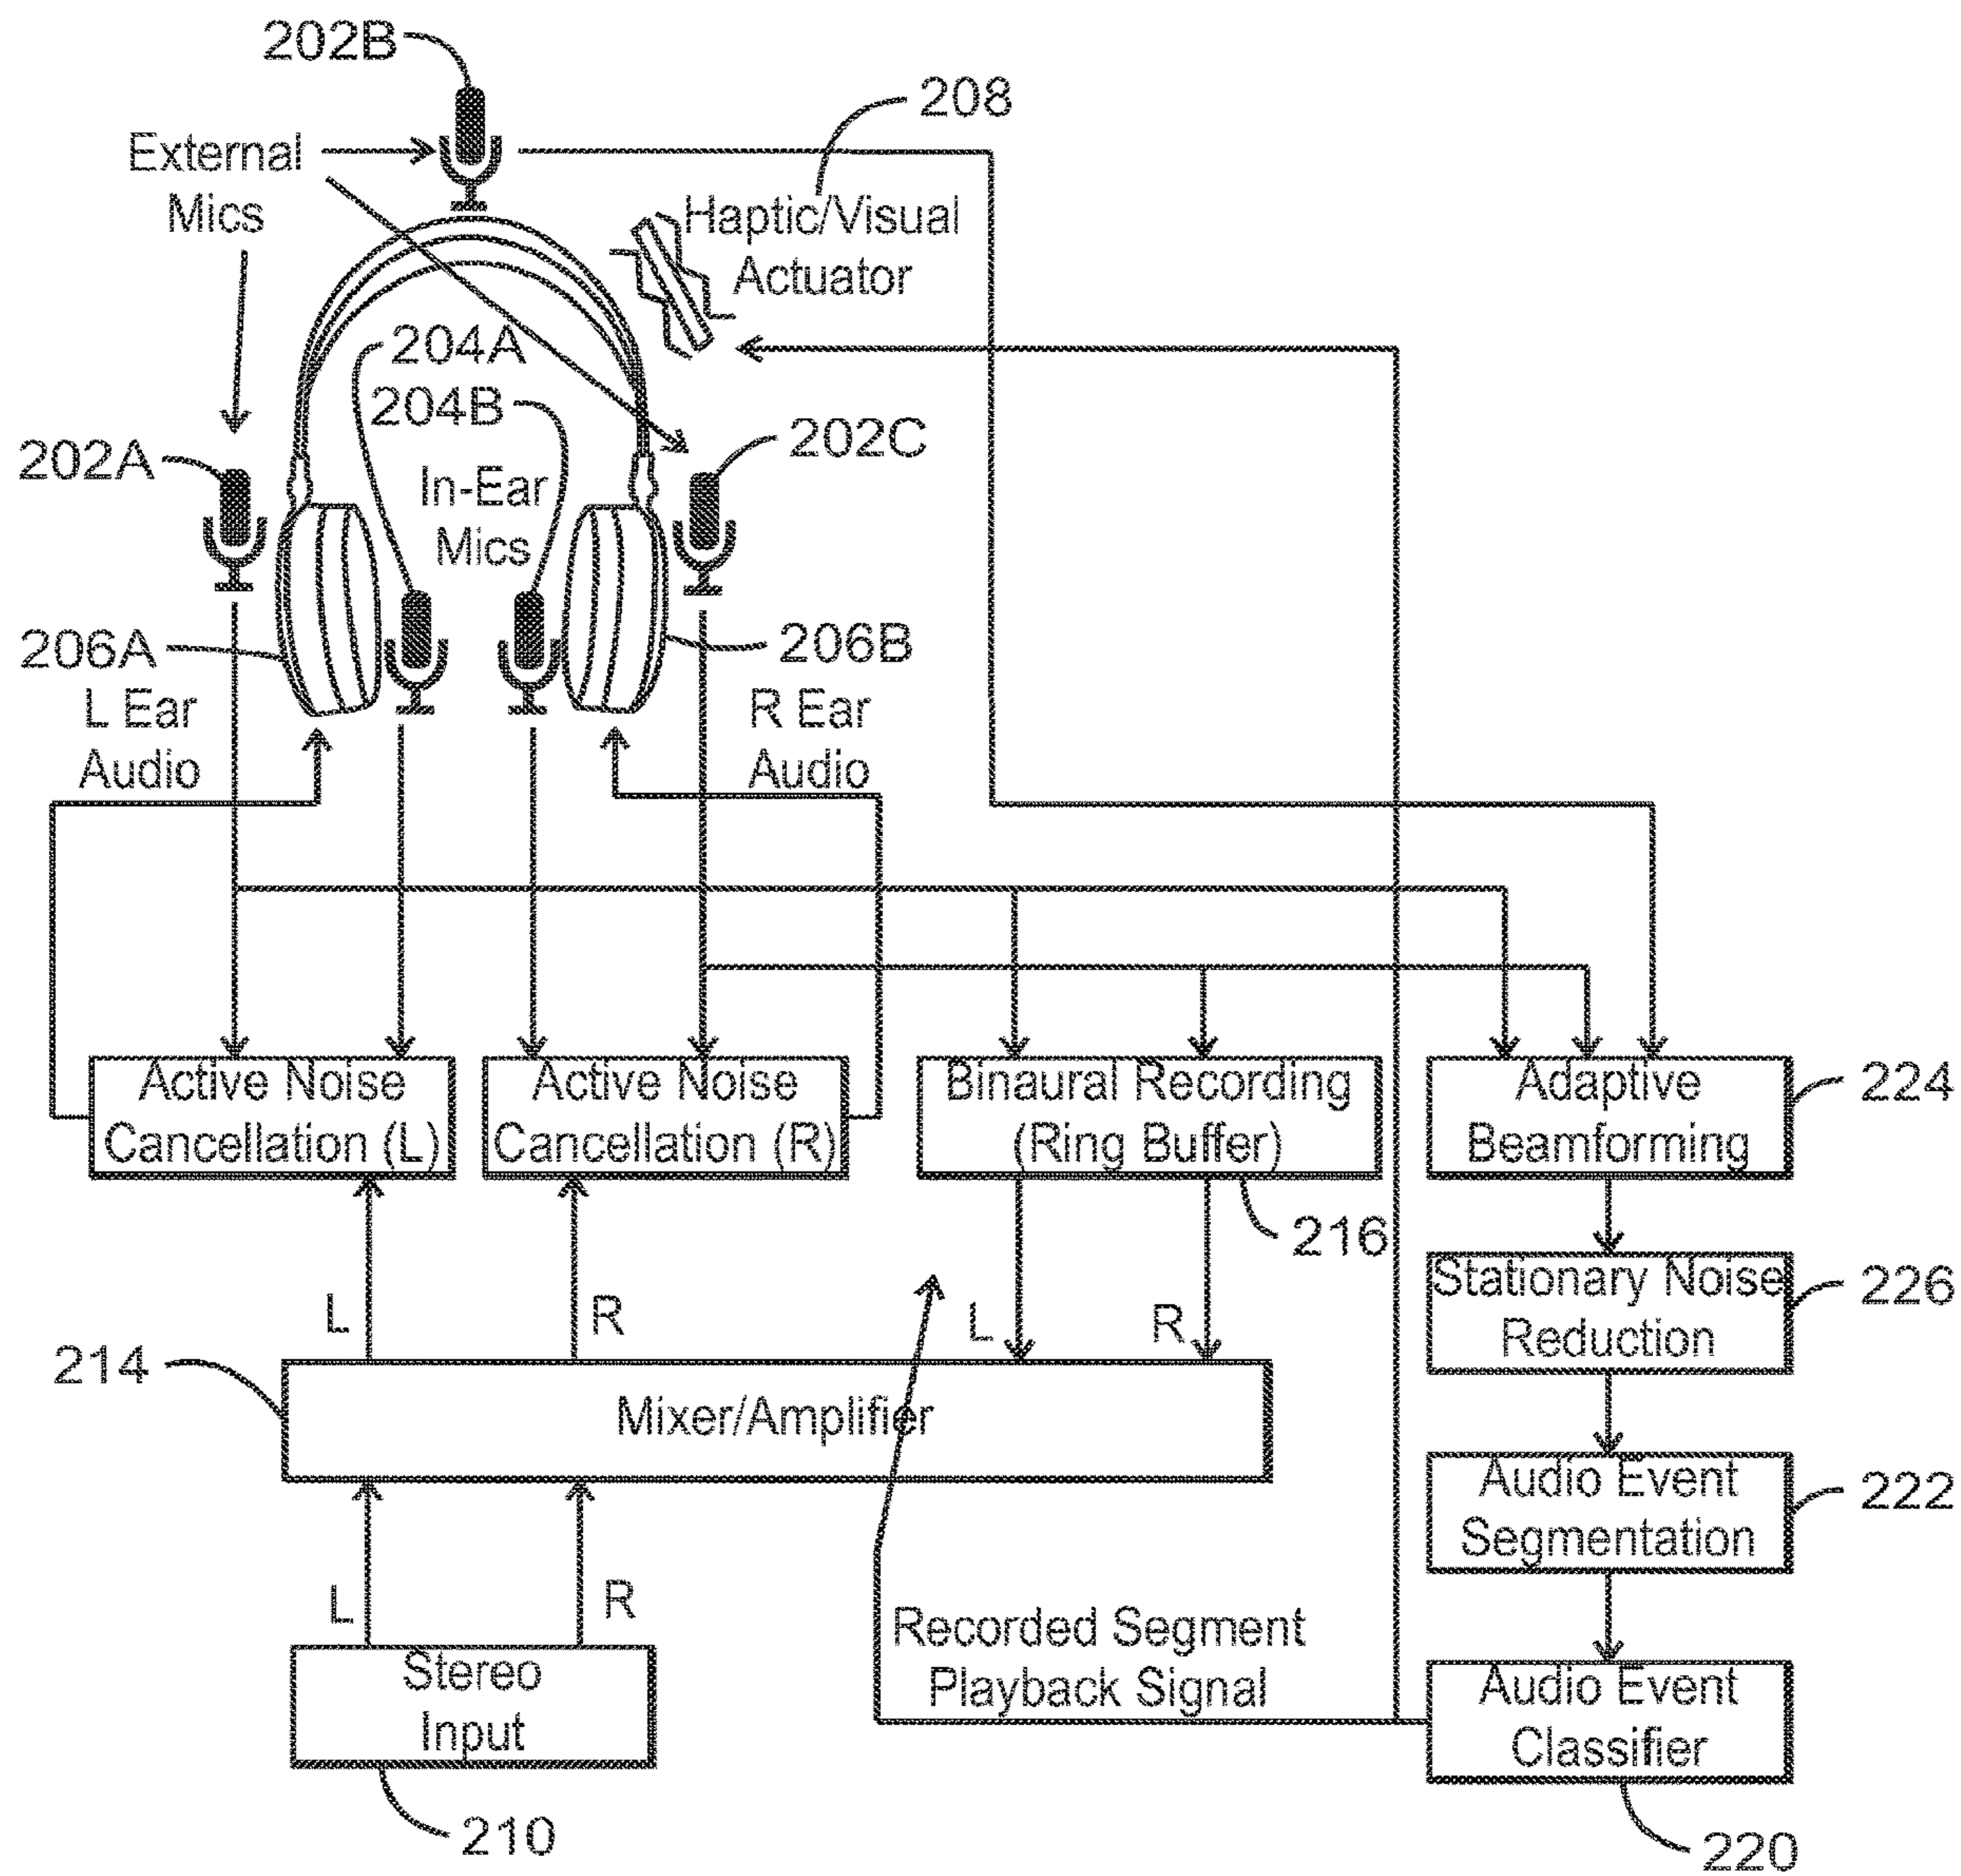 202B
208
External
Mics
Haptic/Visual
Actuator
204A
204B
202C
202A
In-Ear
Mics
206A
L Ear
Audio
206B
R Ear
Audio
Active Noise
Cancellation (L)
Active Noise
Cancellation (R)
Binaural Recording
(Ring Buffer)
Adaptive
Beamforming
224
216
Stationary Noise
Reduction
226
L
R
L
R
214
Mixer/Amplifier
Audio Event
Segmentation
222
L
R
Recorded Segment
Playback Signal
Stereo
Input
Audio Event
Classifier
210
220